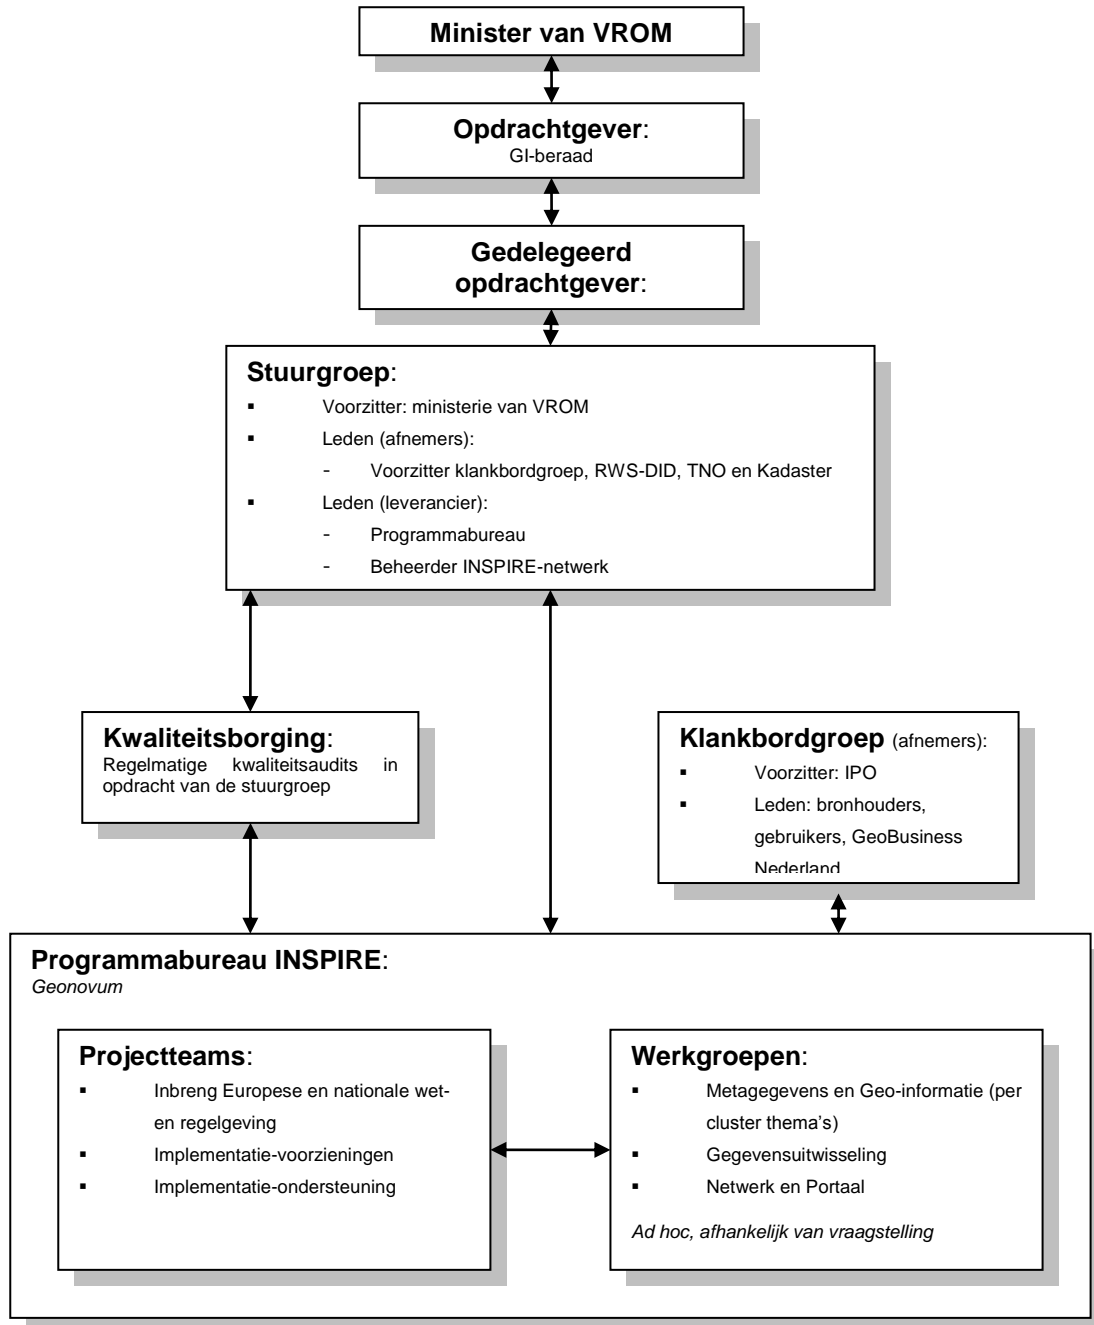 Minister van VROM
Opdrachtgever:
GI-beraad
Gedelegeerd
opdrachtgever:
Stuurgroep:
▪ Voorzitter: ministerie van VROM
▪ Leden (afnemers):
- Voorzitter klankbordgroep, RWS-DID, TNO en Kadaster
▪ Leden (leverancier):
- Programmabureau
- Beheerder INSPIRE-netwerk
Kwaliteitsborging:
Regelmatige kwaliteitsaudits in
opdracht van de stuurgroep
Klankbordgroep (afnemers):
▪ Voorzitter: IPO
▪ Leden: bronhouders,
gebruikers, GeoBusiness
Nederland
Programmabureau INSPIRE:
Geonovum
Projectteams:
▪ Inbreng Europese en nationale wet-
en regelgeving
▪ Implementatie-voorzieningen
▪ Implementatie-ondersteuning
Werkgroepen:
▪ Metagegevens en Geo-informatie (per
cluster thema's)
▪ Gegevensuitwisseling
▪ Netwerk en Portaal
Ad hoc, afhankelijk van vraagstelling